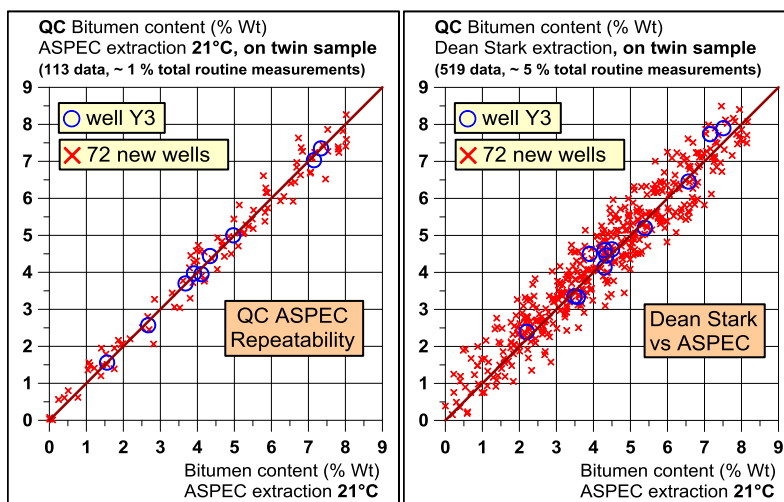 QC Bitumen content (% Wt)
ASPEC extraction 21°C, on twin sample
(113 data, ~ 1 % total routine measurements)
9
8
7
6
5
4
3
2
1
0
well Y3
72 new wells
QC ASPEC
Repeatability
0 1 2 3 4 5 6 7 8 9
Bitumen content (% Wt)
ASPEC extraction 21°C
QC Bitumen content (% Wt)
Dean Stark extraction, on twin sample
(519 data, ~ 5 % total routine measurements)
9
8
7
6
5
4
3
2
1
0
well Y3
72 new wells
Dean Stark
vs ASPEC
0 1 2 3 4 5 6 7 8 9
Bitumen content (% Wt)
ASPEC extraction 21°C